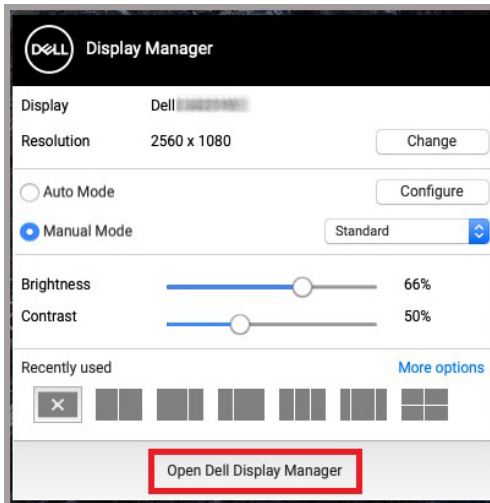 DELL Display Manager
Display Dell
Resolution 2560 x 1080 Change
Auto Mode Configure
Manual Mode Standard
Brightness 66%
Contrast 50%
Recently used More options
Open Dell Display Manager